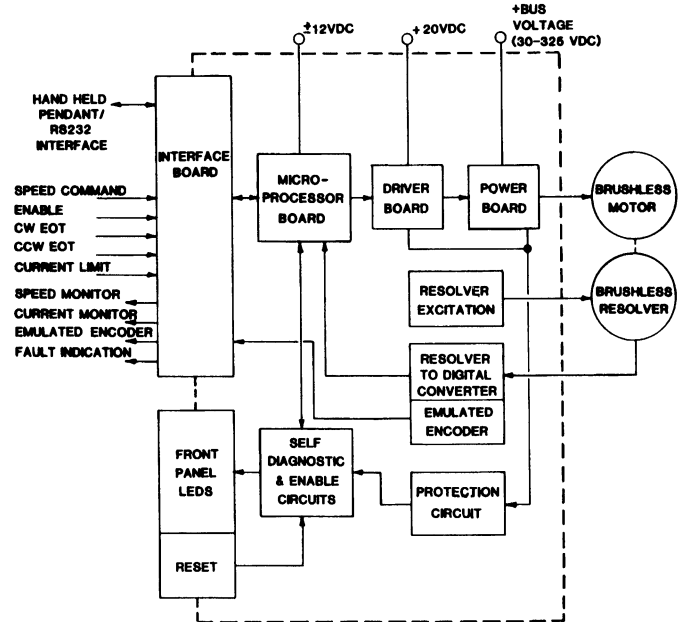 ±12VDC
+20VDC
+BUS
VOLTAGE
(30-325 VDC)
HAND HELD
PENDANT/
RS232
INTERFACE
INTERFACE
BOARD
MICRO-
PROCESSOR
BOARD
DRIVER
BOARD
POWER
BOARD
BRUSHLESS
MOTOR
SPEED COMMAND
ENABLE
CW EOT
CCW EOT
CURRENT LIMIT
SPEED MONITOR
CURRENT MONITOR
EMULATED ENCODER
FAULT INDICATION
RESOLVER
EXCITATION
BRUSHLESS
RESOLVER
RESOLVER
TO DIGITAL
CONVERTER
EMULATED
ENCODER
FRONT
PANEL
LEDS
SELF
DIAGNOSTIC
& ENABLE
CIRCUITS
PROTECTION
CIRCUIT
RESET